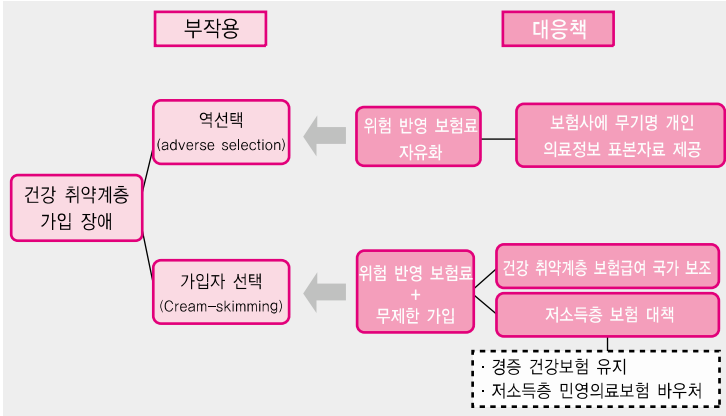 부작용
대응책
건강 취약계층
가입 장애
역선택
(adverse selection)
위험 반영 보험료
자유화
보험사에 무기명 개인
의료정보 표본자료 제공
가입자 선택
(Cream-skimming)
위험 반영 보험료
+
무제한 가입
건강 취약계층 보험급여 국가 보조
저소득층 보험 대책
· 경증 건강보험 유지
· 저소득층 민영의료보험 바우처